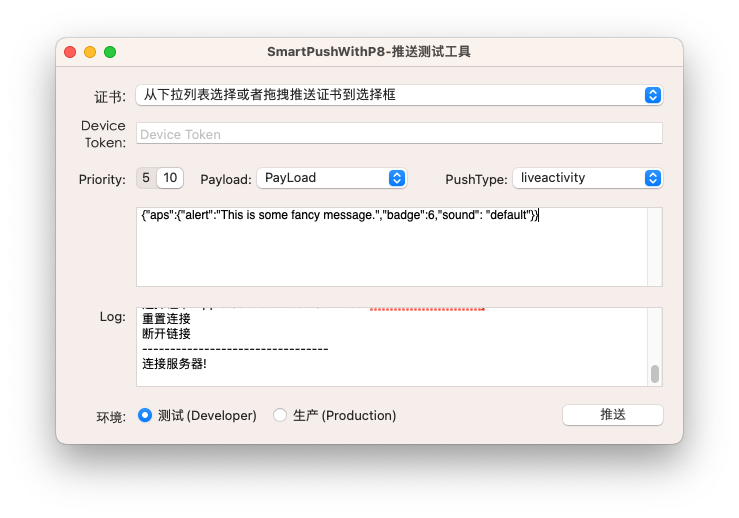 SmartPushWithP8-推送测试工具
证书: 从下拉列表选择或者拖拽推送证书到选择框
Device Token: Device Token
Priority: 5 10 Payload: PayLoad PushType: liveactivity
{"aps":{"alert":"This is some fancy message.","badge":6,"sound": "default"}}
Log:
重置连接
断开链接
---------------------------------
连接服务器!
环境: 测试 (Developer) 生产 (Production) 推送